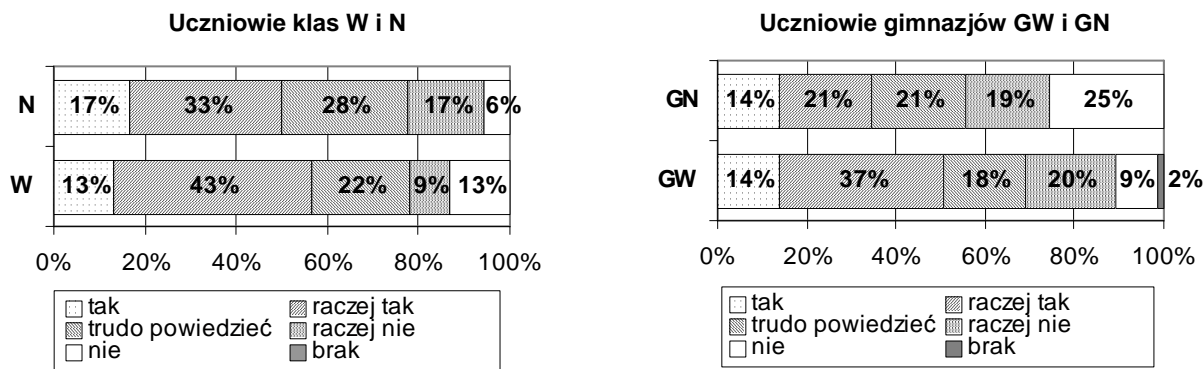 Uczniowie klas W i N
N 17% 33% 28% 17% 6%
W 13% 43% 22% 9% 13%
0% 20% 40% 60% 80% 100%
tak raczej tak
trudo powiedzieć raczej nie
nie brak
Uczniowie gimnazjów GW i GN
GN 14% 21% 21% 19% 25%
GW 14% 37% 18% 20% 9% 2%
0% 20% 40% 60% 80% 100%
tak raczej tak
trudo powiedzieć raczej nie
nie brak